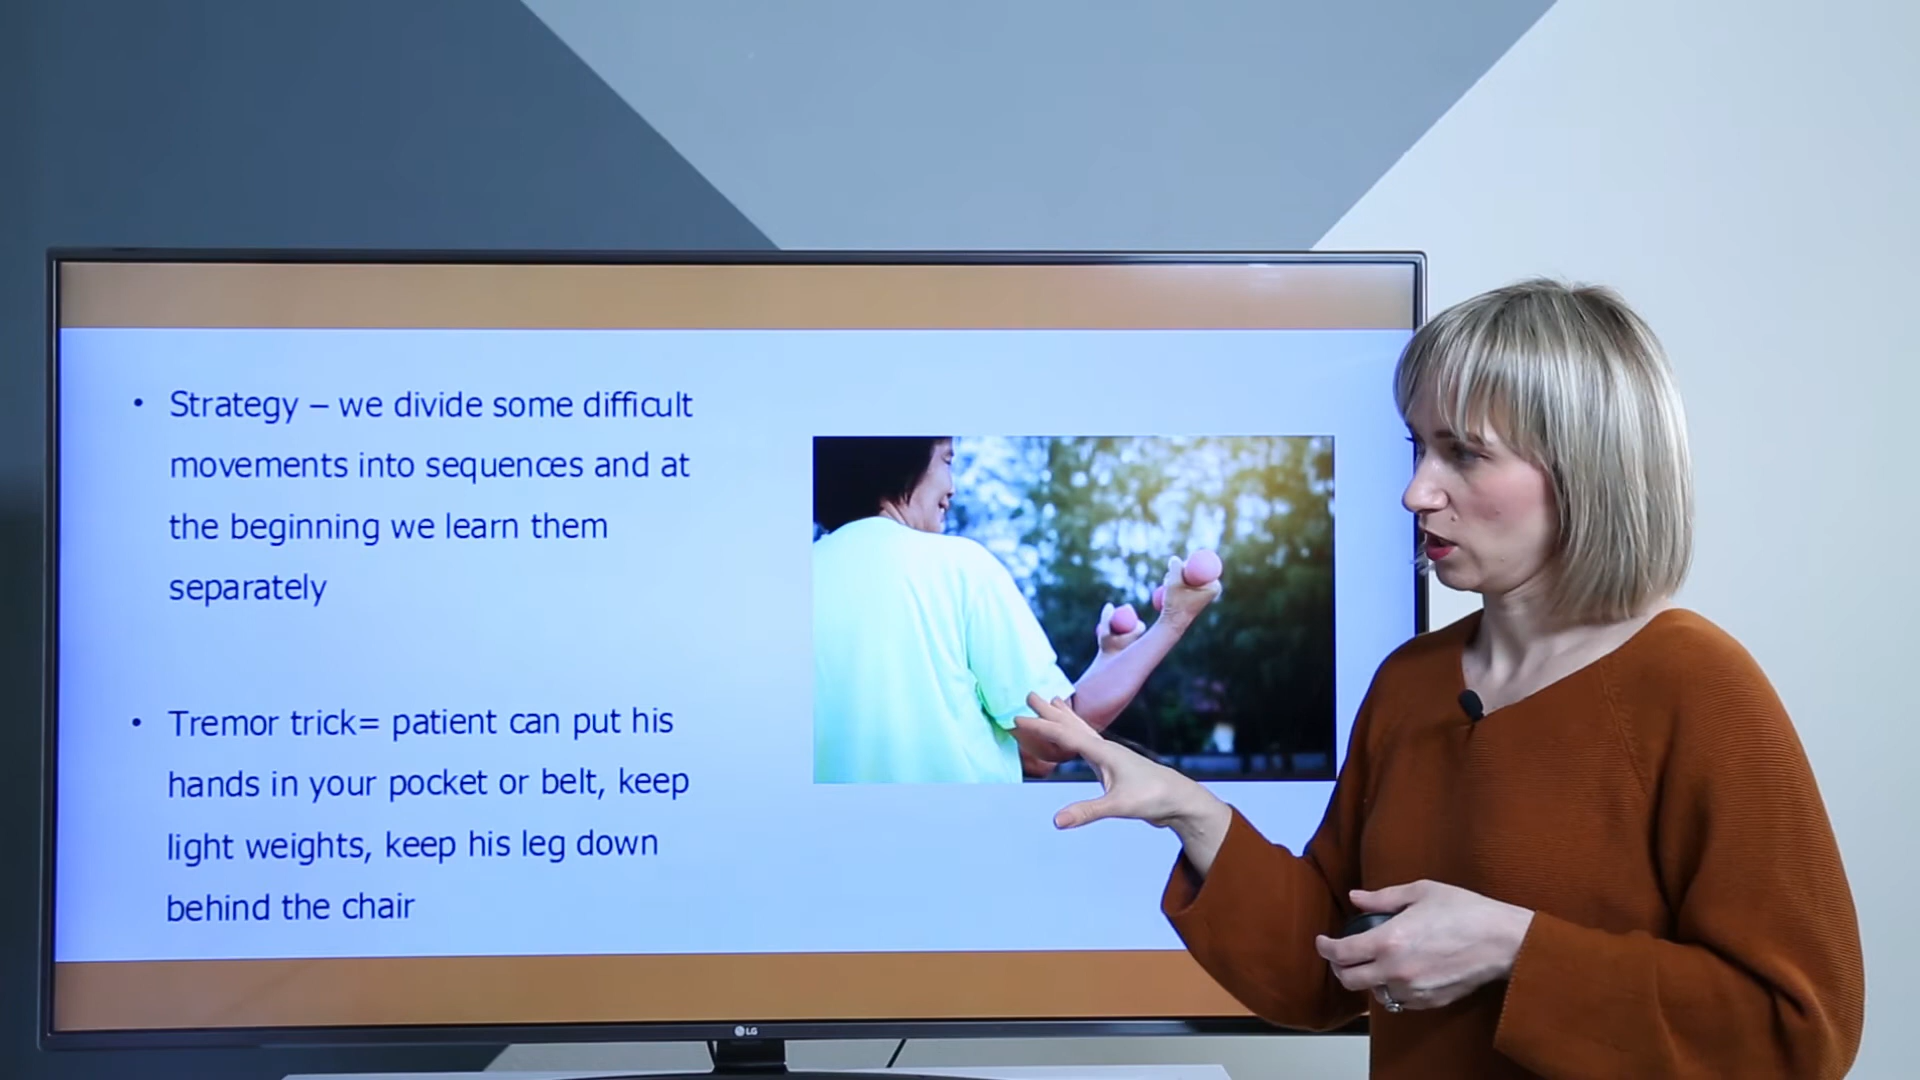 • Strategy – we divide some difficult
movements into sequences and at
the beginning we learn them
separately
• Tremor trick= patient can put his
hands in your pocket or belt, keep
light weights, keep his leg down
behind the chair
LG